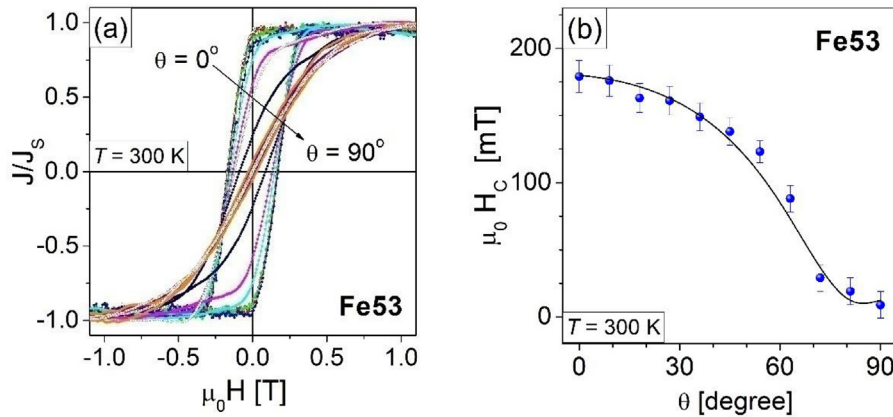 (a)
θ = 0°
θ = 90°
T = 300 K
Fe53
J/J_S
1.0
0.5
0.0
-0.5
-1.0
-1.0 -0.5 0.0 0.5 1.0
μ₀H [T]
(b)
Fe53
μ₀ H_C [mT]
200
100
0
T = 300 K
0 30 60 90
θ [degree]